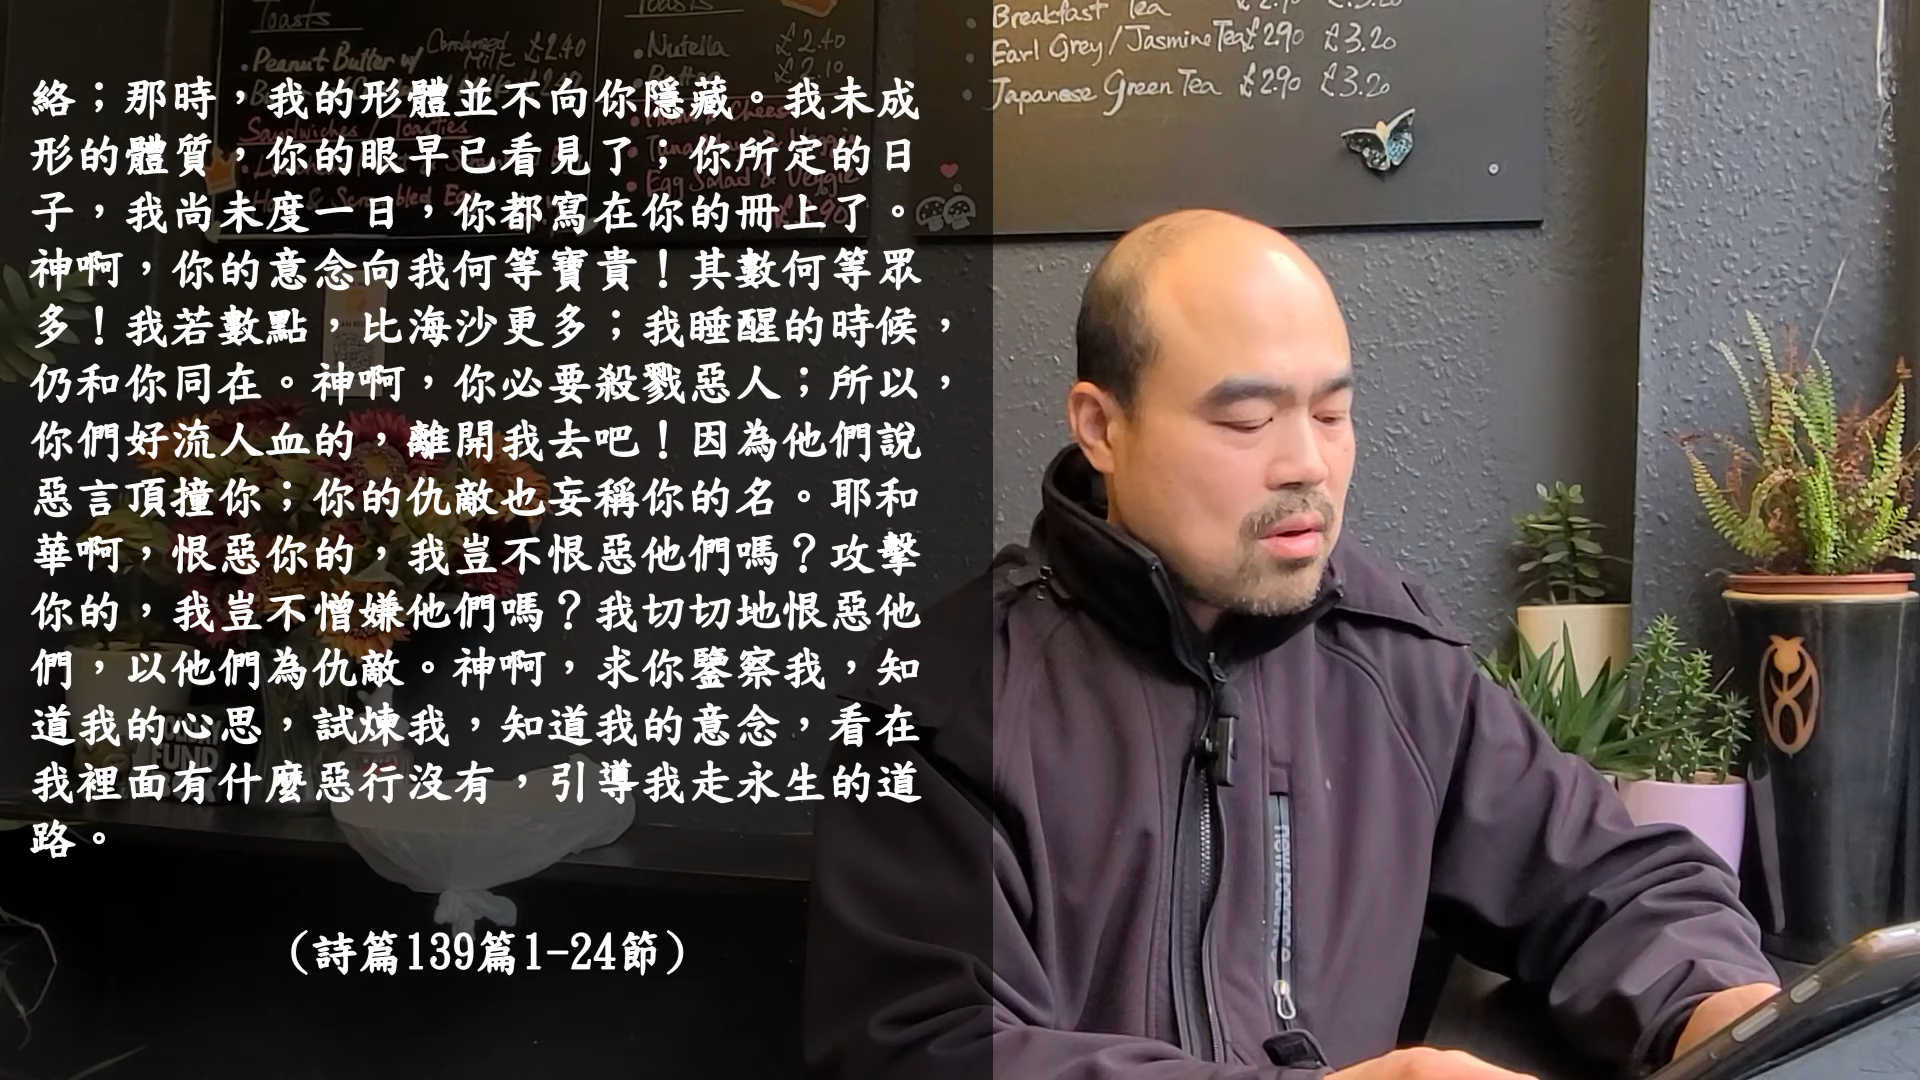 絡；那時，我的形體並不向你隱藏。我未成
形的體質，你的眼早已看見了；你所定的日
子，我尚未度一日，你都寫在你的冊上了。
神啊，你的意念向我何等寶貴！其數何等眾
多！我若數點，比海沙更多；我睡醒的時候，
仍和你同在。神啊，你必要殺戮惡人；所以，
你們好流人血的，離開我去吧！因為他們說
惡言頂撞你；你的仇敵也妄稱你的名。耶和
華啊，恨惡你的，我豈不恨惡他們嗎？攻擊
你的，我豈不憎嫌他們嗎？我切切地恨惡他
們，以他們為仇敵。神啊，求你鑒察我，知
道我的心思，試煉我，知道我的意念，看在
我裡面有什麼惡行沒有，引導我走永生的道
路。
（詩篇139篇1-24節）
Toasts
Peanut Butter w/ Condensed Milk £2.40
Sandwiches / Toasties
Toasts
Nutella £2.40
£2.10
Egg Salad & Veggie
Breakfast Tea
Earl Grey/Jasmine Tea £2.90 £3.20
Japanese Green Tea £2.90 £3.20
new balance